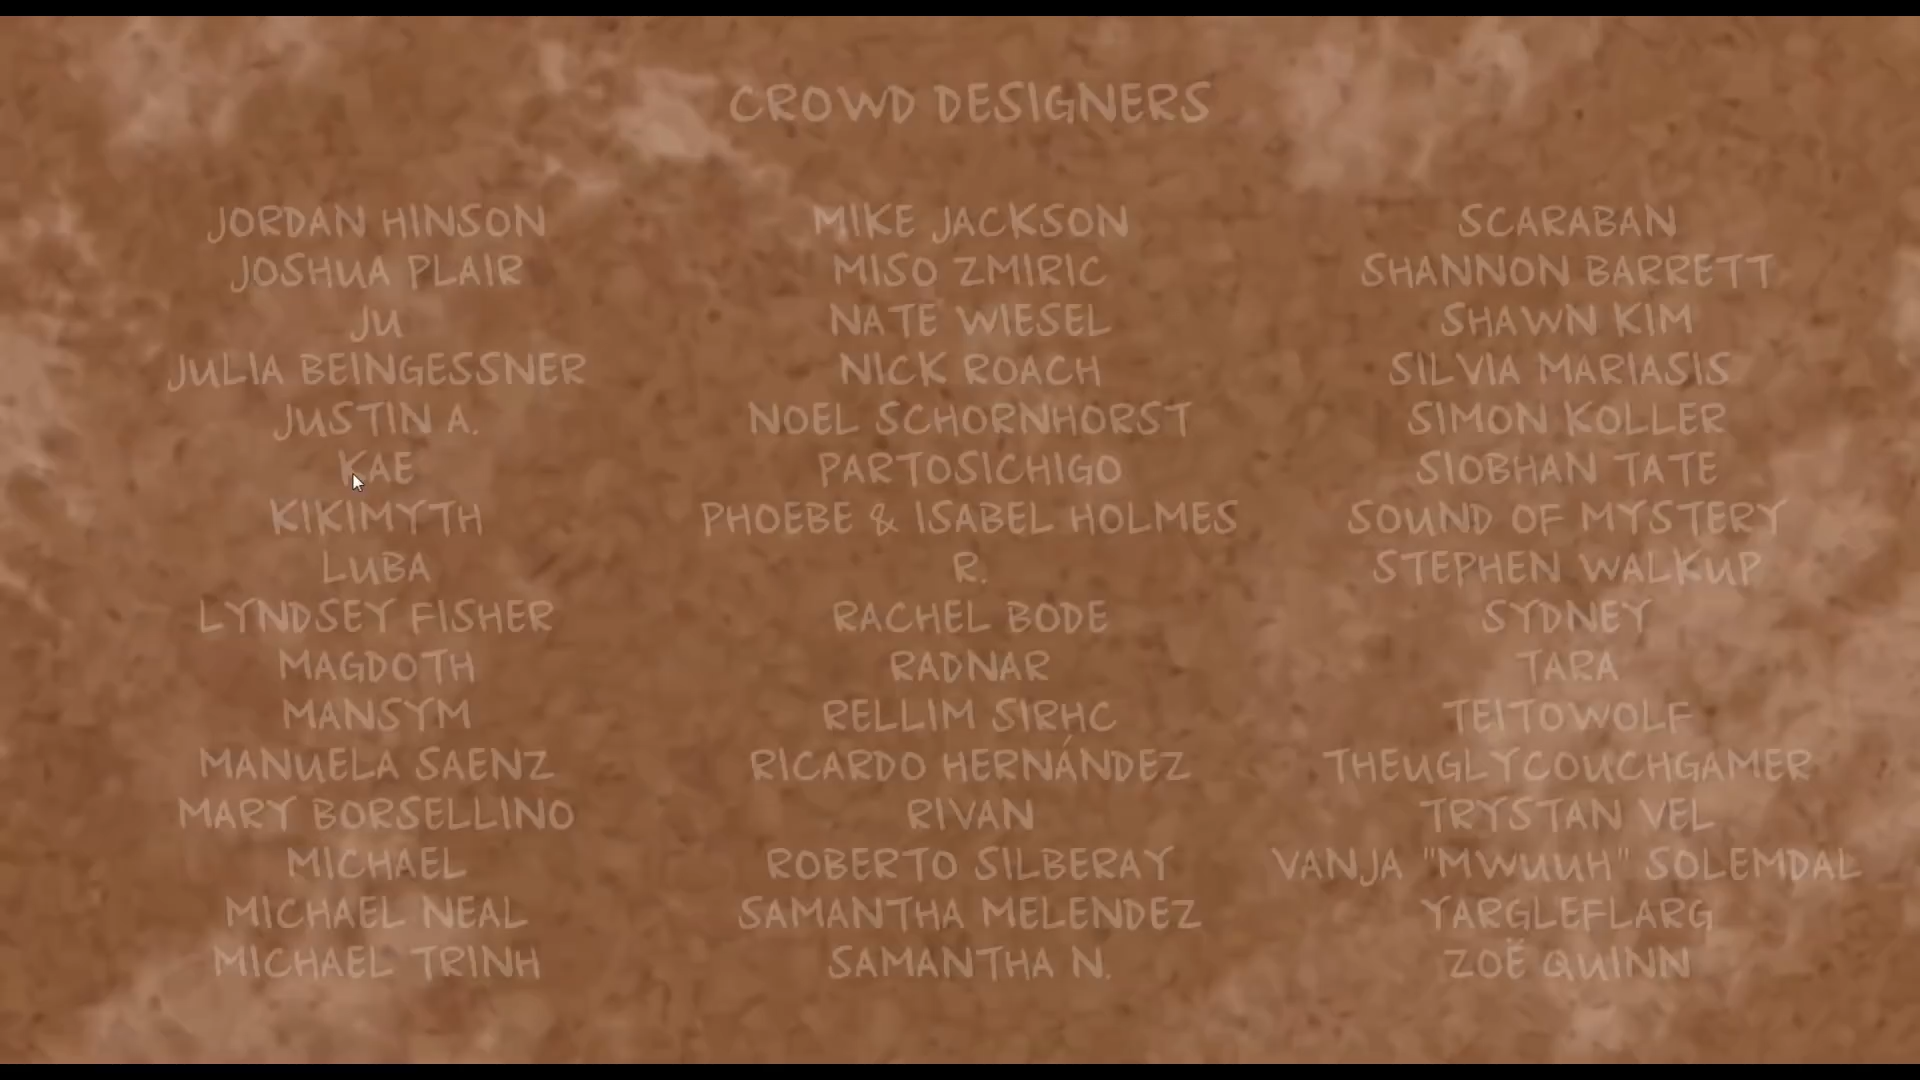 CROWD DESIGNERS
JORDAN HINSON
JOSHUA PLAIR
JU
JULIA BEINGESSNER
JUSTIN A.
KAE
KIKIMYTH
LUBA
LYNDSEY FISHER
MAGDOTH
MANSYM
MANUELA SAENZ
MARY BORSELLINO
MICHAEL
MICHAEL NEAL
MICHAEL TRINH
MIKE JACKSON
MISO ZMIRIC
NATE WIESEL
NICK ROACH
NOEL SCHORNHORST
PARTOSICHIGO
PHOEBE & ISABEL HOLMES
R.
RACHEL BODE
RADNAR
RELLIM SIRHC
RICARDO HERNÁNDEZ
RIVAN
ROBERTO SILBERAY
SAMANTHA MELENDEZ
SAMANTHA N.
SCARABAN
SHANNON BARRETT
SHAWN KIM
SILVIA MARIASIS
SIMON KOLLER
SIOBHAN TATE
SOUND OF MYSTERY
STEPHEN WALKUP
SYDNEY
TARA
TEITOWOLF
THEUGLYCOUCHGAMER
TRYSTAN VEL
VANJA "MWUUH" SOLEMDAL
YARGLEFLARG
ZOË QUINN